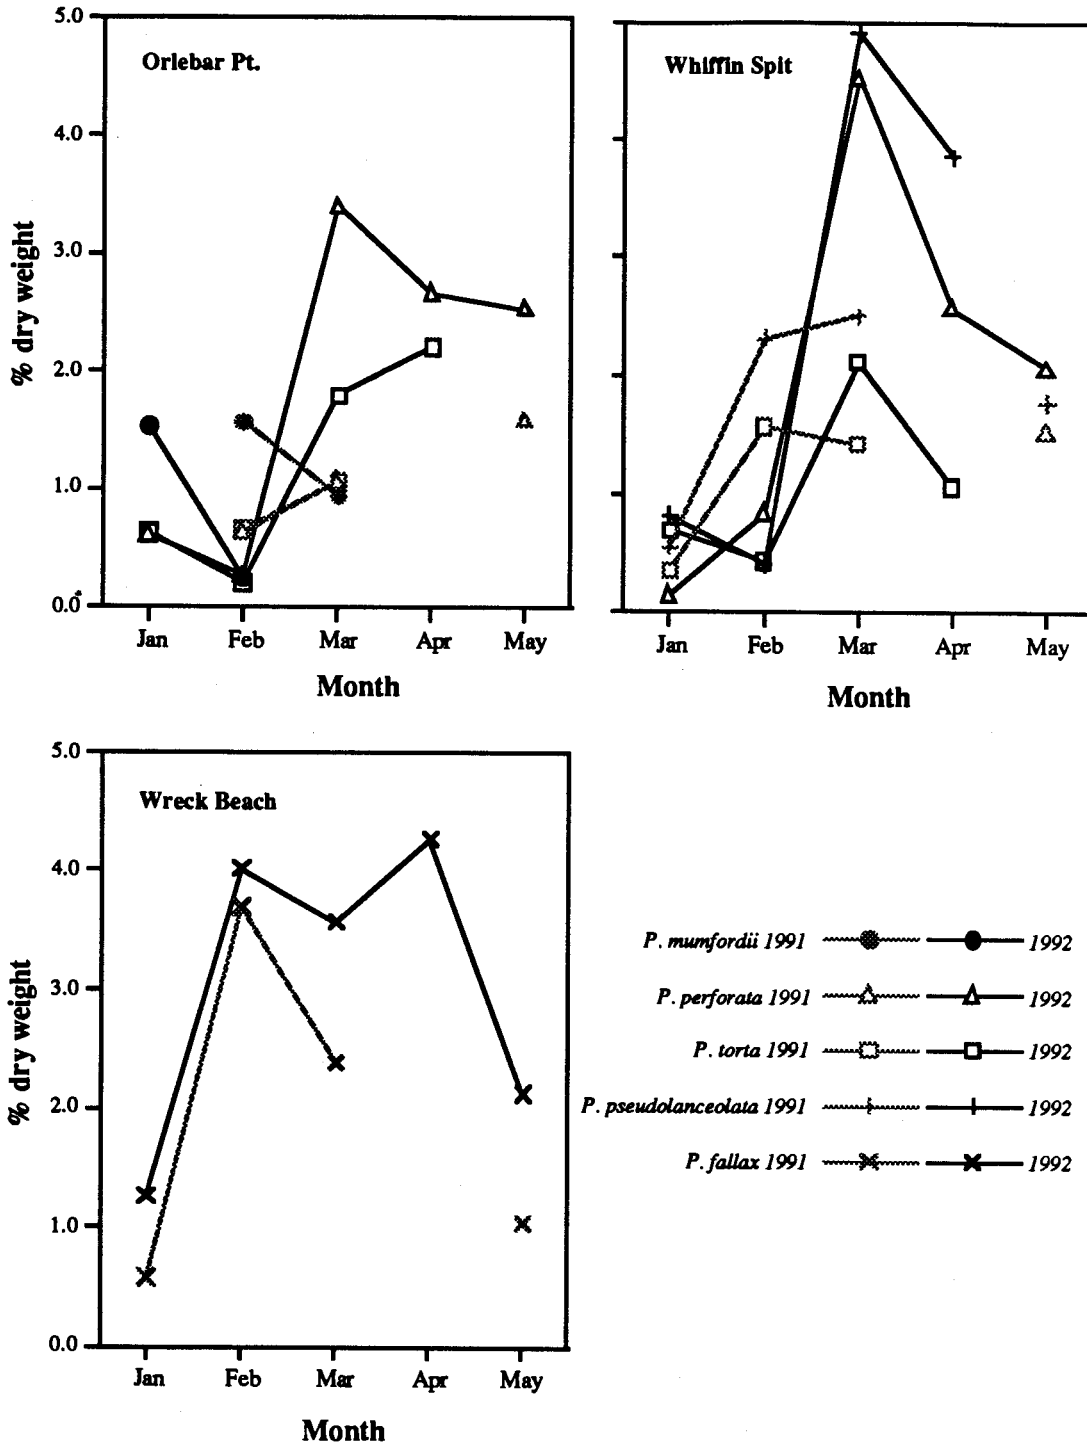 Orlebar Pt.
5.0
4.0
3.0
2.0
1.0
0.0
% dry weight
Jan Feb Mar Apr May
Month
Whiffin Spit
Jan Feb Mar Apr May
Month
Wreck Beach
5.0
4.0
3.0
2.0
1.0
0.0
% dry weight
Jan Feb Mar Apr May
Month
P. mumfordii 1991 1992
P. perforata 1991 1992
P. torta 1991 1992
P. pseudolanceolata 1991 1992
P. fallax 1991 1992